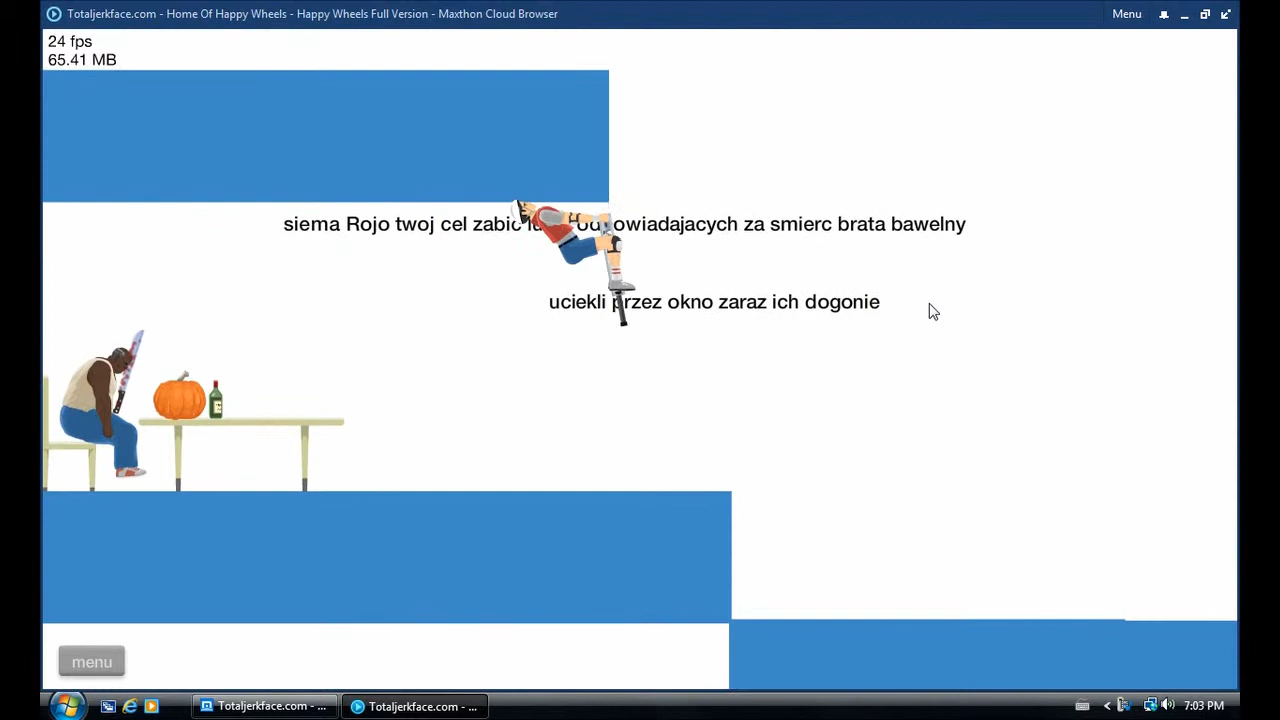 Totaljerkface.com - Home Of Happy Wheels - Happy Wheels Full Version - Maxthon Cloud Browser
Menu
24 fps
65.41 MB
siema Rojo twoj cel zabic za smierc brata bawelny
uciekli przez okno zaraz ich dogonie
menu
Totaljerkface.com - ...
Totaljerkface.com - ...
7:03 PM